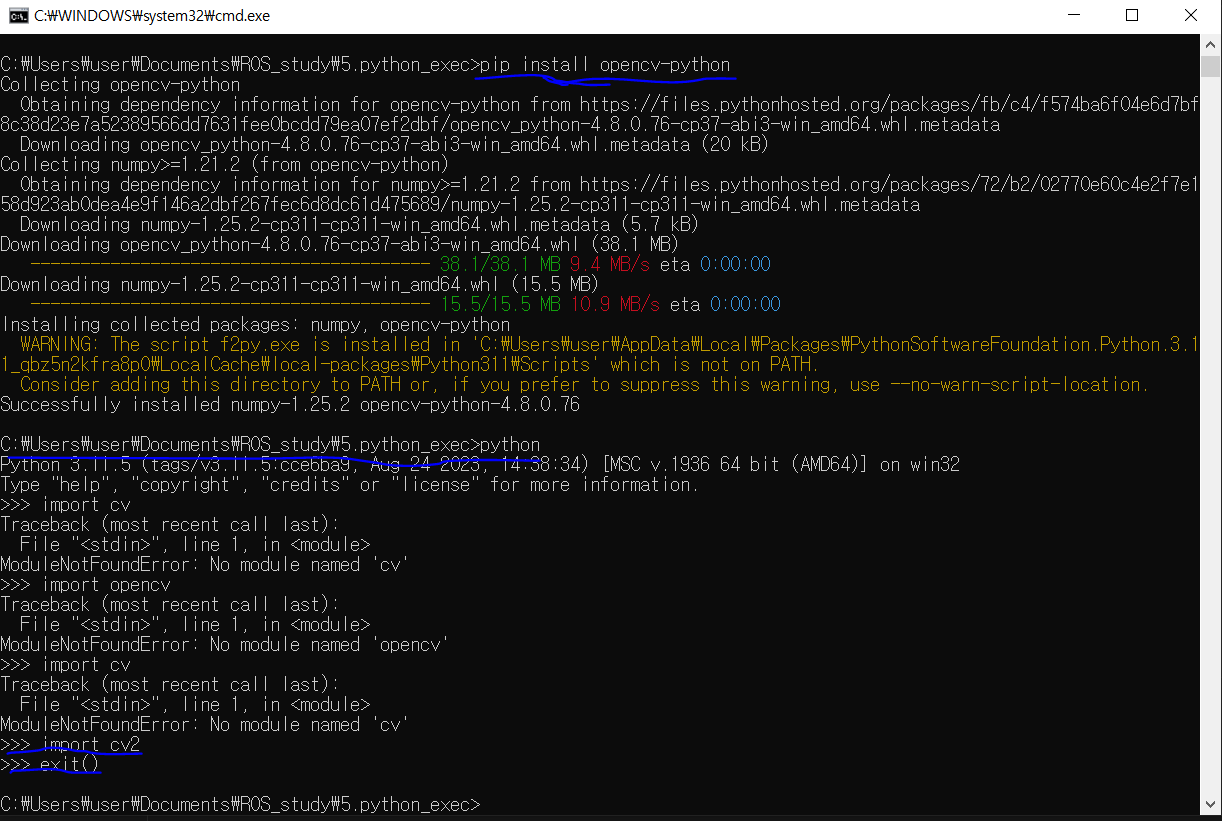 C:₩WINDOWS₩system32₩cmd.exe
C:₩Users₩user₩Documents₩ROS_study₩5.python_exec>pip install opencv-python
Collecting opencv-python
  Obtaining dependency information for opencv-python from https://files.pythonhosted.org/packages/fb/c4/f574ba6f04e6d7bf
8c38d23e7a52389566dd7631fee0bcdd79ea07ef2dbf/opencv_python-4.8.0.76-cp37-abi3-win_amd64.whl.metadata
  Downloading opencv_python-4.8.0.76-cp37-abi3-win_amd64.whl.metadata (20 kB)
Collecting numpy>=1.21.2 (from opencv-python)
  Obtaining dependency information for numpy>=1.21.2 from https://files.pythonhosted.org/packages/72/b2/02770e60c4e2f7e1
58d923ab0dea4e9f146a2dbf267fec6d8dc61d475689/numpy-1.25.2-cp311-cp311-win_amd64.whl.metadata
  Downloading numpy-1.25.2-cp311-cp311-win_amd64.whl.metadata (5.7 kB)
Downloading opencv_python-4.8.0.76-cp37-abi3-win_amd64.whl (38.1 MB)
   ---------------------------------------- 38.1/38.1 MB 9.4 MB/s eta 0:00:00
Downloading numpy-1.25.2-cp311-cp311-win_amd64.whl (15.5 MB)
   ---------------------------------------- 15.5/15.5 MB 10.9 MB/s eta 0:00:00
Installing collected packages: numpy, opencv-python
  WARNING: The script f2py.exe is installed in 'C:₩Users₩user₩AppData₩Local₩Packages₩PythonSoftwareFoundation.Python.3.1
1_qbz5n2kfra8p0₩LocalCache₩local-packages₩Python311₩Scripts' which is not on PATH.
  Consider adding this directory to PATH or, if you prefer to suppress this warning, use --no-warn-script-location.
Successfully installed numpy-1.25.2 opencv-python-4.8.0.76
C:₩Users₩user₩Documents₩ROS_study₩5.python_exec>python
Python 3.11.5 (tags/v3.11.5:cce6ba9, Aug 24 2023, 14:38:34) [MSC v.1936 64 bit (AMD64)] on win32
Type "help", "copyright", "credits" or "license" for more information.
>>> import cv
Traceback (most recent call last):
  File "<stdin>", line 1, in <module>
ModuleNotFoundError: No module named 'cv'
>>> import opencv
Traceback (most recent call last):
  File "<stdin>", line 1, in <module>
ModuleNotFoundError: No module named 'opencv'
>>> import cv
Traceback (most recent call last):
  File "<stdin>", line 1, in <module>
ModuleNotFoundError: No module named 'cv'
>>> import cv2
>>> exit()
C:₩Users₩user₩Documents₩ROS_study₩5.python_exec>